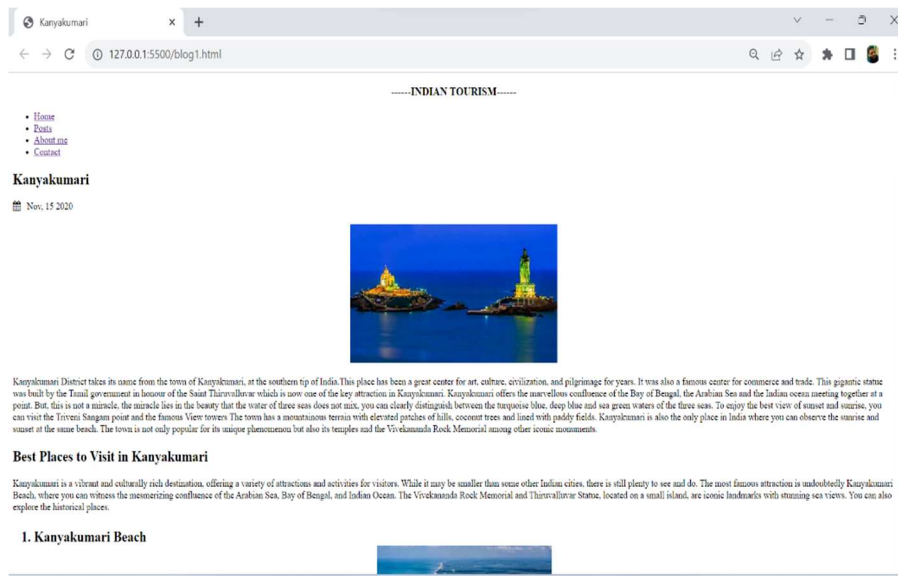 Kanyakumari
127.0.0.1:5500/blog1.html
------INDIAN TOURISM------
Home
Posts
About me
Contact
Kanyakumari
Nov, 15 2020
Kanyakumari District takes its name from the town of Kanyakumari, at the southern tip of India.This place has been a great center for art, culture, civilization, and pilgrimage for years. It was also a famous center for commerce and trade. This gigantic statue
was built by the Tamil government in honour of the Saint Thiruvalluvar which is now one of the key attraction in Kanyakumari. Kanyakumari offers the marvellous confluence of the Bay of Bengal, the Arabian Sea and the Indian ocean meeting together at a
point. But, this is not a miracle, the miracle lies in the beauty that the water of three seas does not mix, you can clearly distinguish between the turquoise blue, deep blue and sea green waters of the three seas. To enjoy the best view of sunset and sunrise, you
can visit the Triveni Sangam point and the famous View towers The town has a mountainous terrain with elevated patches of hills, coconut trees and lined with paddy fields. Kanyakumari is also the only place in India where you can observe the sunrise and
sunset at the same beach. The town is not only popular for its unique phenomenon but also its temples and the Vivekananda Rock Memorial among other iconic monuments.
Best Places to Visit in Kanyakumari
Kanyakumari is a vibrant and culturally rich destination, offering a variety of attractions and activities for visitors. While it may be smaller than some other Indian cities, there is still plenty to see and do. The most famous attraction is undoubtedly Kanyakumari
Beach, where you can witness the mesmerizing confluence of the Arabian Sea, Bay of Bengal, and Indian Ocean. The Vivekananda Rock Memorial and Thiruvalluvar Statue, located on a small island, are iconic landmarks with stunning sea views. You can also
explore the historical places.
1. Kanyakumari Beach